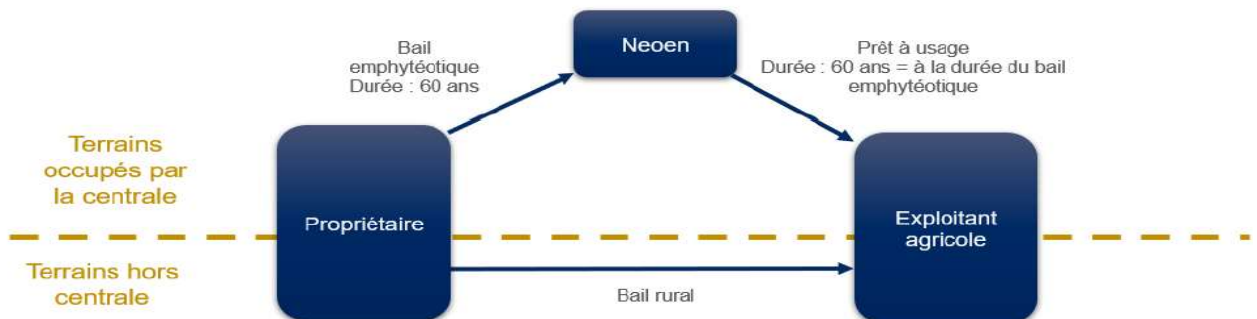 Neoen
Bail
emphytéotique
Durée : 60 ans
Prêt à usage
Durée : 60 ans = à la durée du bail
emphytéotique
Terrains
occupés par
la centrale
Propriétaire
Exploitant
agricole
Terrains hors
centrale
Bail rural